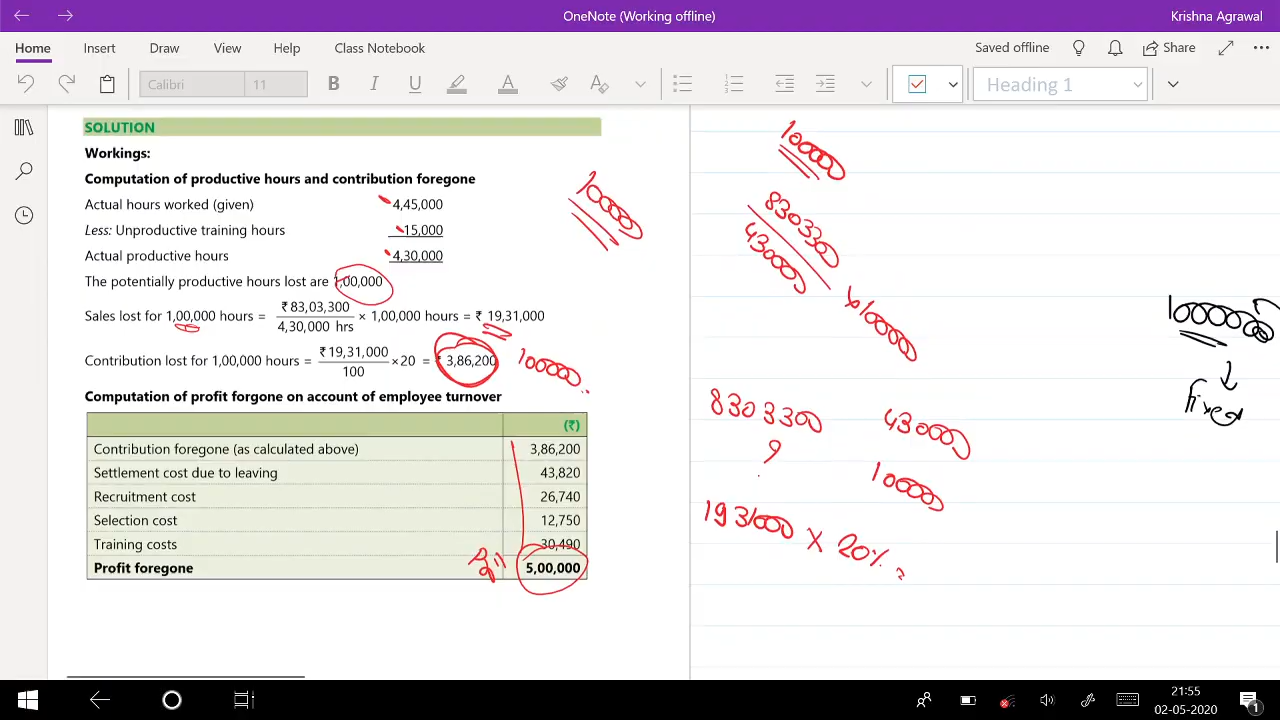 OneNote (Working offline)
Krishna Agrawal
Home Insert Draw View Help Class Notebook
Saved offline Share
Calibri 11 B I U A Heading 1
SOLUTION
Workings:
Computation of productive hours and contribution foregone
Actual hours worked (given) 4,45,000
Less: Unproductive training hours 15,000
Actual productive hours 4,30,000
The potentially productive hours lost are 1,00,000
Sales lost for 1,00,000 hours = ₹ 83,03,300 / 4,30,000 hrs × 1,00,000 hours = ₹ 19,31,000
Contribution lost for 1,00,000 hours = ₹ 19,31,000 / 100 ×20 = ₹ 3,86,200
100000
100000
Computation of profit forgone on account of employee turnover
(₹)
Contribution foregone (as calculated above) 3,86,200
Settlement cost due to leaving 43,820
Recruitment cost 26,740
Selection cost 12,750
Training costs 30,490
Profit foregone 5,00,000
100000
8303300
430000
x 100000
8303300 430000
? 100000
1931000 x 20%
Fixed
21:55
02-05-2020
1